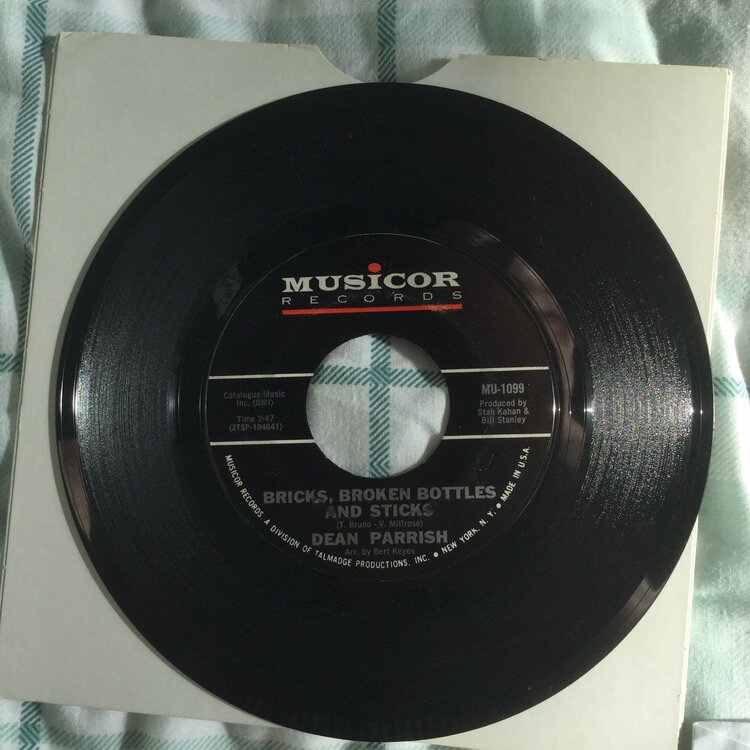 MUSICOR
RECORDS
Catalogue Music
Inc. (BMI)
Time 2:47
(ZTSP-104641)
MU-1099
Produced by
Stan Kahan &
Bill Stanley
BRICKS, BROKEN BOTTLES
AND STICKS
(T. Bruno - V. Millrose)
DEAN PARRISH
Arr. by Bert Keyes
MUSICOR RECORDS, A DIVISION OF TALMADGE PRODUCTIONS, INC. • NEW YORK, N. Y. • MADE IN U.S.A.